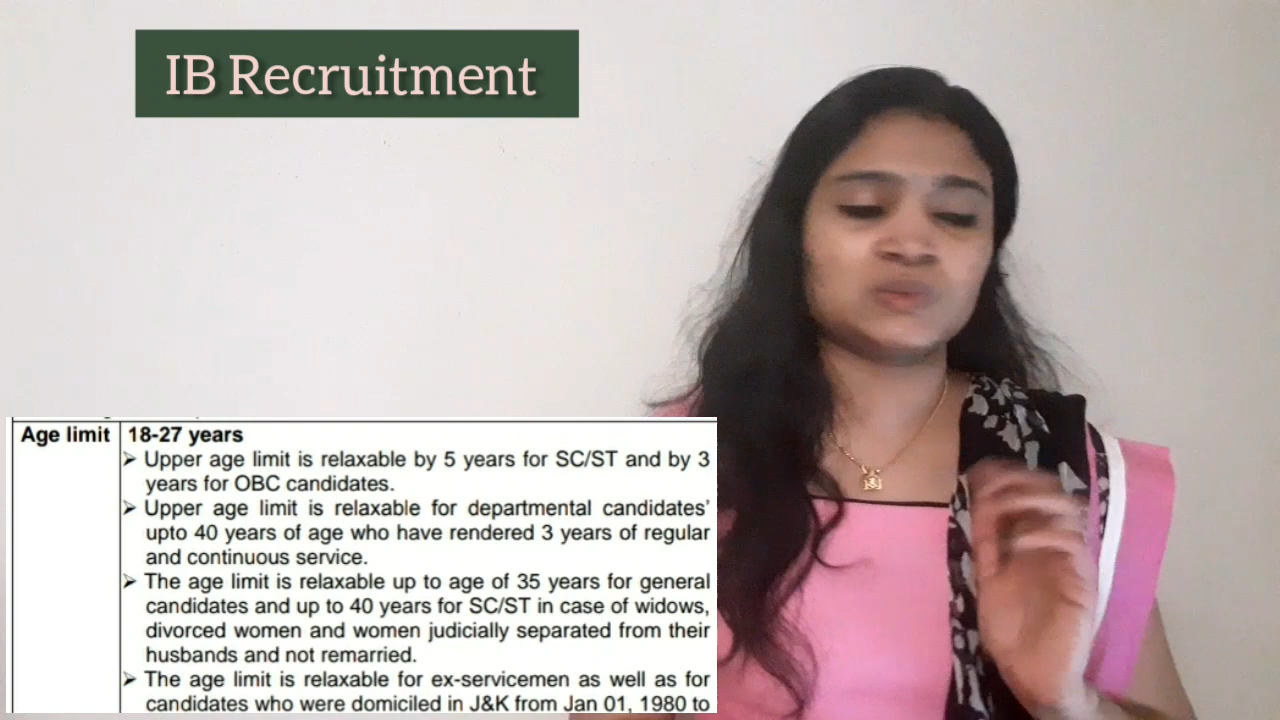 IB Recruitment
Age limit 18-27 years
➢ Upper age limit is relaxable by 5 years for SC/ST and by 3
years for OBC candidates.
➢ Upper age limit is relaxable for departmental candidates’
upto 40 years of age who have rendered 3 years of regular
and continuous service.
➢ The age limit is relaxable up to age of 35 years for general
candidates and up to 40 years for SC/ST in case of widows,
divorced women and women judicially separated from their
husbands and not remarried.
➢ The age limit is relaxable for ex-servicemen as well as for
candidates who were domiciled in J&K from Jan 01, 1980 to